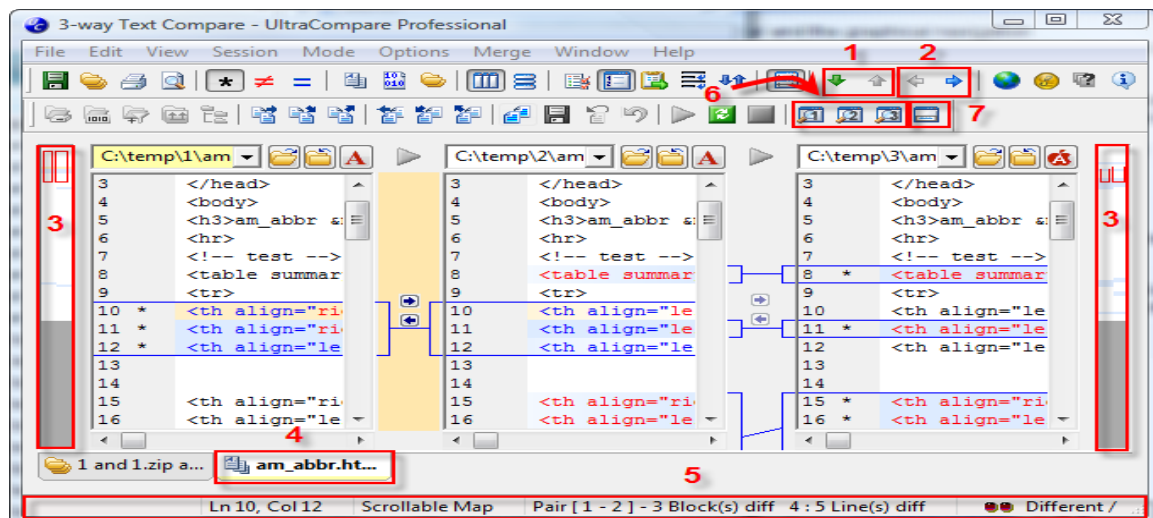 3-way Text Compare - UltraCompare Professional
File Edit View Session Mode Options Merge Window Help
1 2
6
7
C:\temp\1\am C:\temp\2\am C:\temp\3\am
3 </head> 3 </head> 3 </head>
4 <body> 4 <body> 4 <body>
5 <h3>am_abbr 5 <h3>am_abbr 5 <h3>am_abbr
6 <hr> 6 <hr> 6 <hr>
3 3
7 <!-- test --> 7 <!-- test --> 7 <!-- test -->
8 <table summar 8 <table summar 8 * <table summar
9 <tr> 9 <tr> 9 <tr>
10 * <th align="ri 10 <th align="le 10 <th align="le
11 * <th align="ri 11 <th align="le 11 * <th align="le
12 * <th align="le 12 <th align="le 12 <th align="le
13 13 13
14 14 14
15 <th align="ri 15 <th align="ri 15 * <th align="ri
16 <th align="le 16 <th align="le 16 * <th align="le
4
1 and 1.zip a... am_abbr.ht...
5
Ln 10, Col 12 Scrollable Map Pair [ 1 - 2 ] - 3 Block(s) diff 4 : 5 Line(s) diff Different /